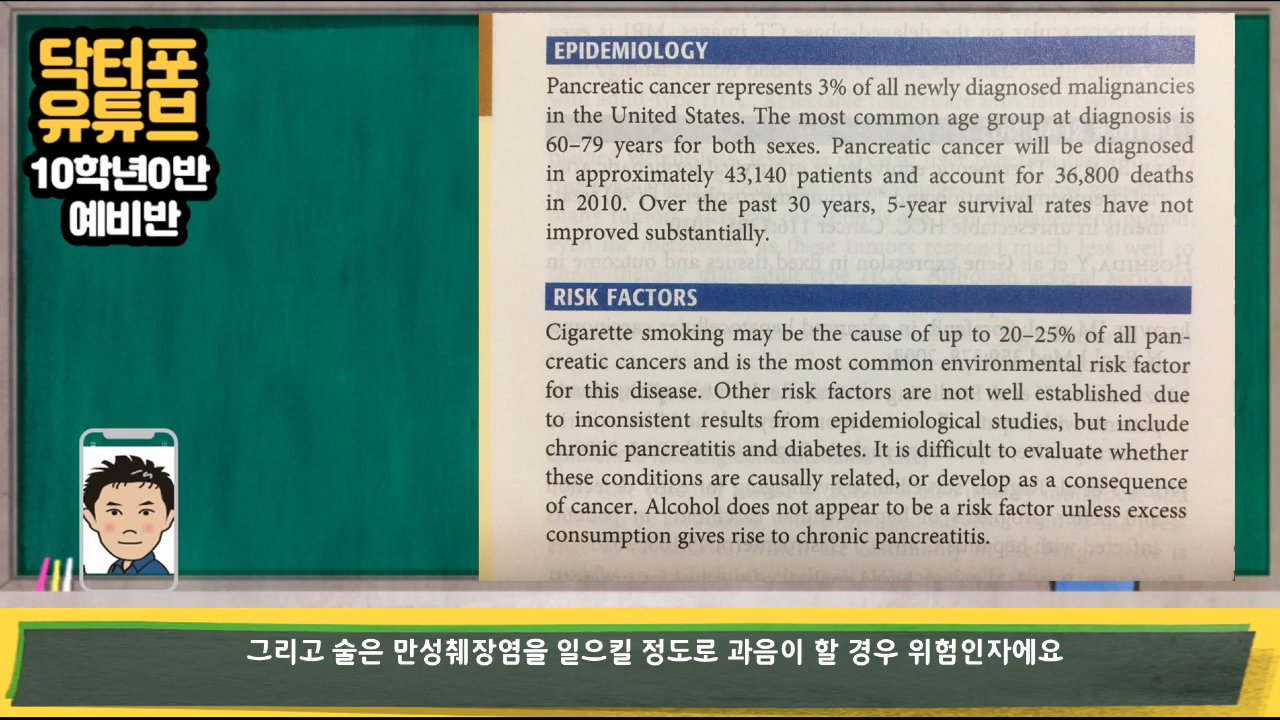 닥터포
유튜브
10학년0반
예비반
EPIDEMIOLOGY
Pancreatic cancer represents 3% of all newly diagnosed malignancies
in the United States. The most common age group at diagnosis is
60–79 years for both sexes. Pancreatic cancer will be diagnosed
in approximately 43,140 patients and account for 36,800 deaths
in 2010. Over the past 30 years, 5-year survival rates have not
improved substantially.
RISK FACTORS
Cigarette smoking may be the cause of up to 20–25% of all pan-
creatic cancers and is the most common environmental risk factor
for this disease. Other risk factors are not well established due
to inconsistent results from epidemiological studies, but include
chronic pancreatitis and diabetes. It is difficult to evaluate whether
these conditions are causally related, or develop as a consequence
of cancer. Alcohol does not appear to be a risk factor unless excess
consumption gives rise to chronic pancreatitis.
그리고 술은 만성췌장염을 일으킬 정도로 과음이 할 경우 위험인자에요